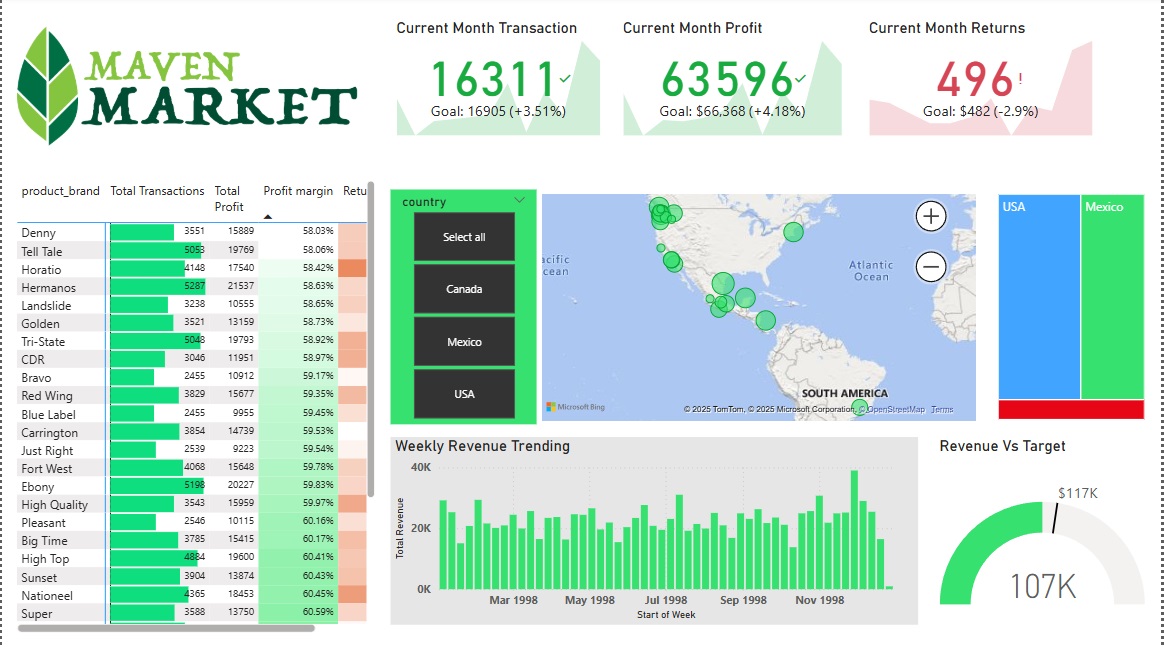 MAVEN
MARKET
Current Month Transaction
16311
Goal: 16905 (+3.51%)
Current Month Profit
63596
Goal: $66,368 (+4.18%)
Current Month Returns
496!
Goal: $482 (-2.9%)
product_brand Total Transactions Total Profit Profit margin Retu
Denny 3551 15889 58.03%
Tell Tale 5053 19769 58.06%
Horatio 4148 17540 58.42%
Hermanos 5287 21537 58.63%
Landslide 3238 10555 58.65%
Golden 3521 13159 58.73%
Tri-State 5048 19793 58.92%
CDR 3046 11951 58.97%
Bravo 2455 10912 59.17%
Red Wing 3829 15677 59.35%
Blue Label 2455 9955 59.45%
Carrington 3854 14739 59.53%
Just Right 2539 9223 59.54%
Fort West 4068 15648 59.78%
Ebony 5198 20227 59.83%
High Quality 3543 15959 59.97%
Pleasant 2546 10115 60.16%
Big Time 3785 15415 60.17%
High Top 4884 19600 60.41%
Sunset 3904 13874 60.43%
Nationeel 4365 18453 60.45%
Super 3588 13750 60.59%
country
Select all
Canada
Mexico
USA
acific
cean
Atlantic
Ocean
SOUTH AMERICA
Microsoft Bing
© 2025 TomTom, © 2025 Microsoft Corporation, © OpenStreetMap Terms
USA
Mexico
Weekly Revenue Trending
Total Revenue
40K
20K
0K
Mar 1998 May 1998 Jul 1998 Sep 1998 Nov 1998
Start of Week
Revenue Vs Target
$117K
107K